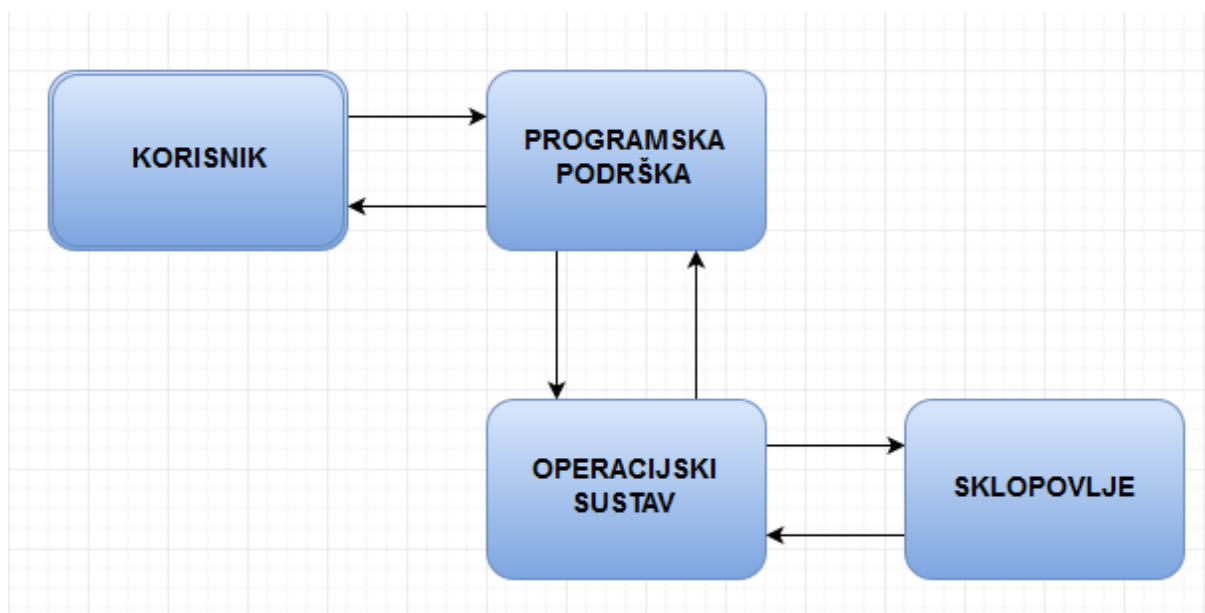 KORISNIK
PROGRAMSKA
PODRŠKA
OPERACIJSKI
SUSTAV
SKLOPOVLJE